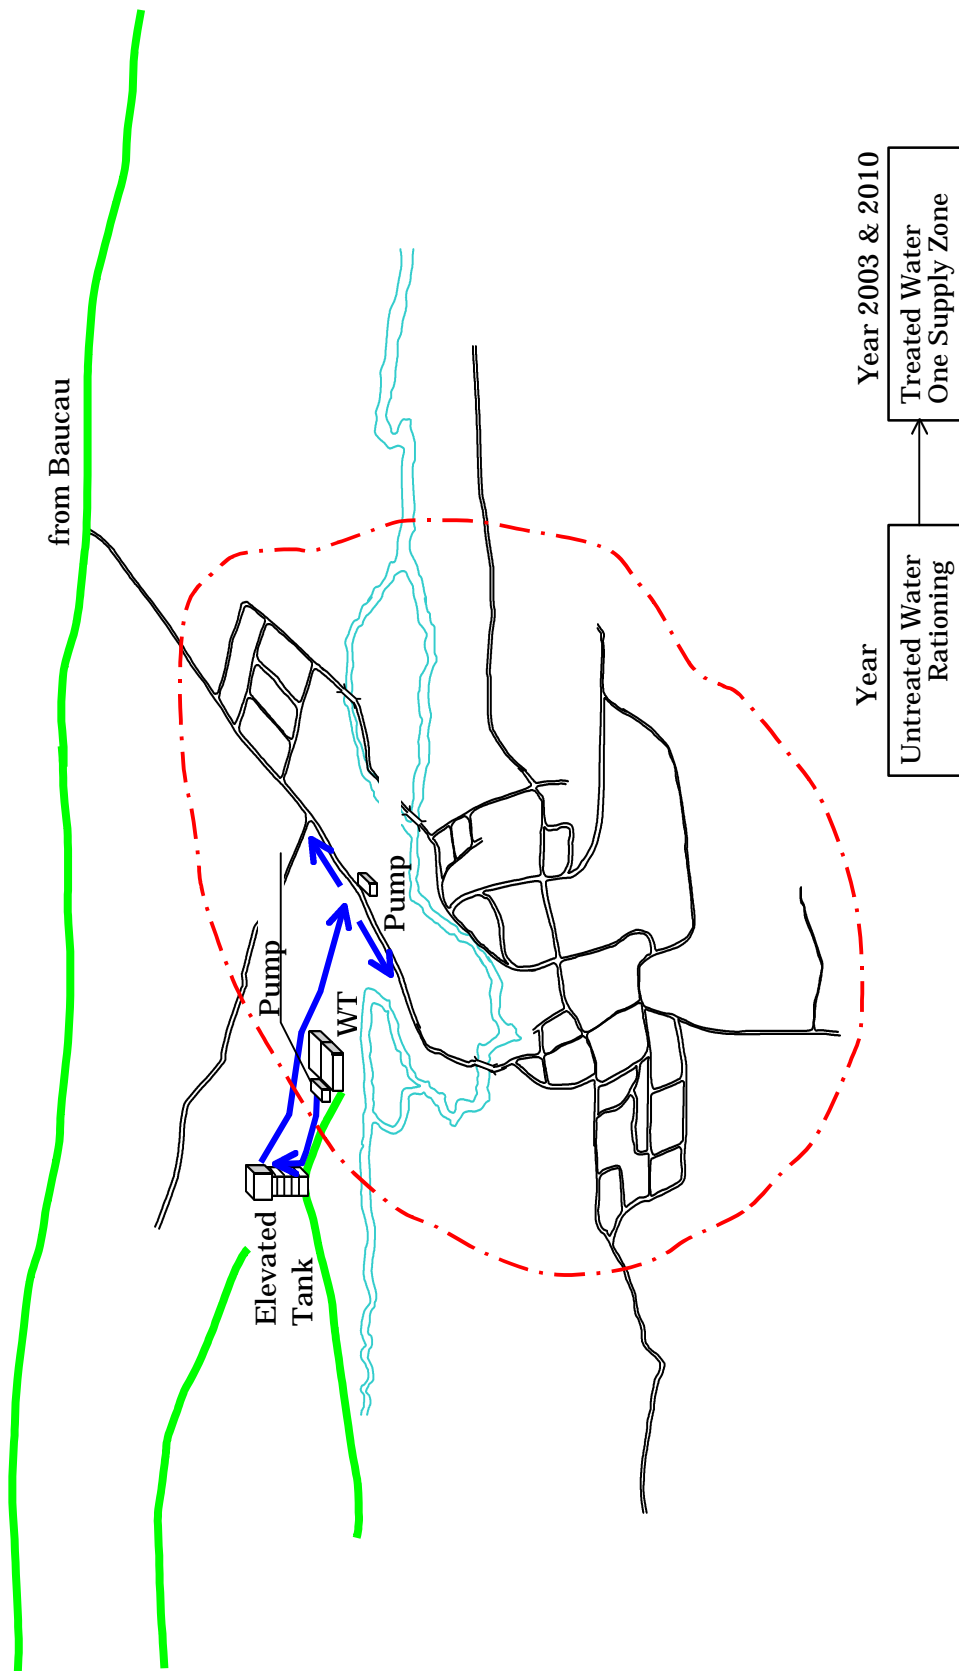 from Baucau
Elevated
Tank
Pump
WT
Pump
Year
Untreated Water
Rationing
Year 2003 & 2010
Treated Water
One Supply Zone